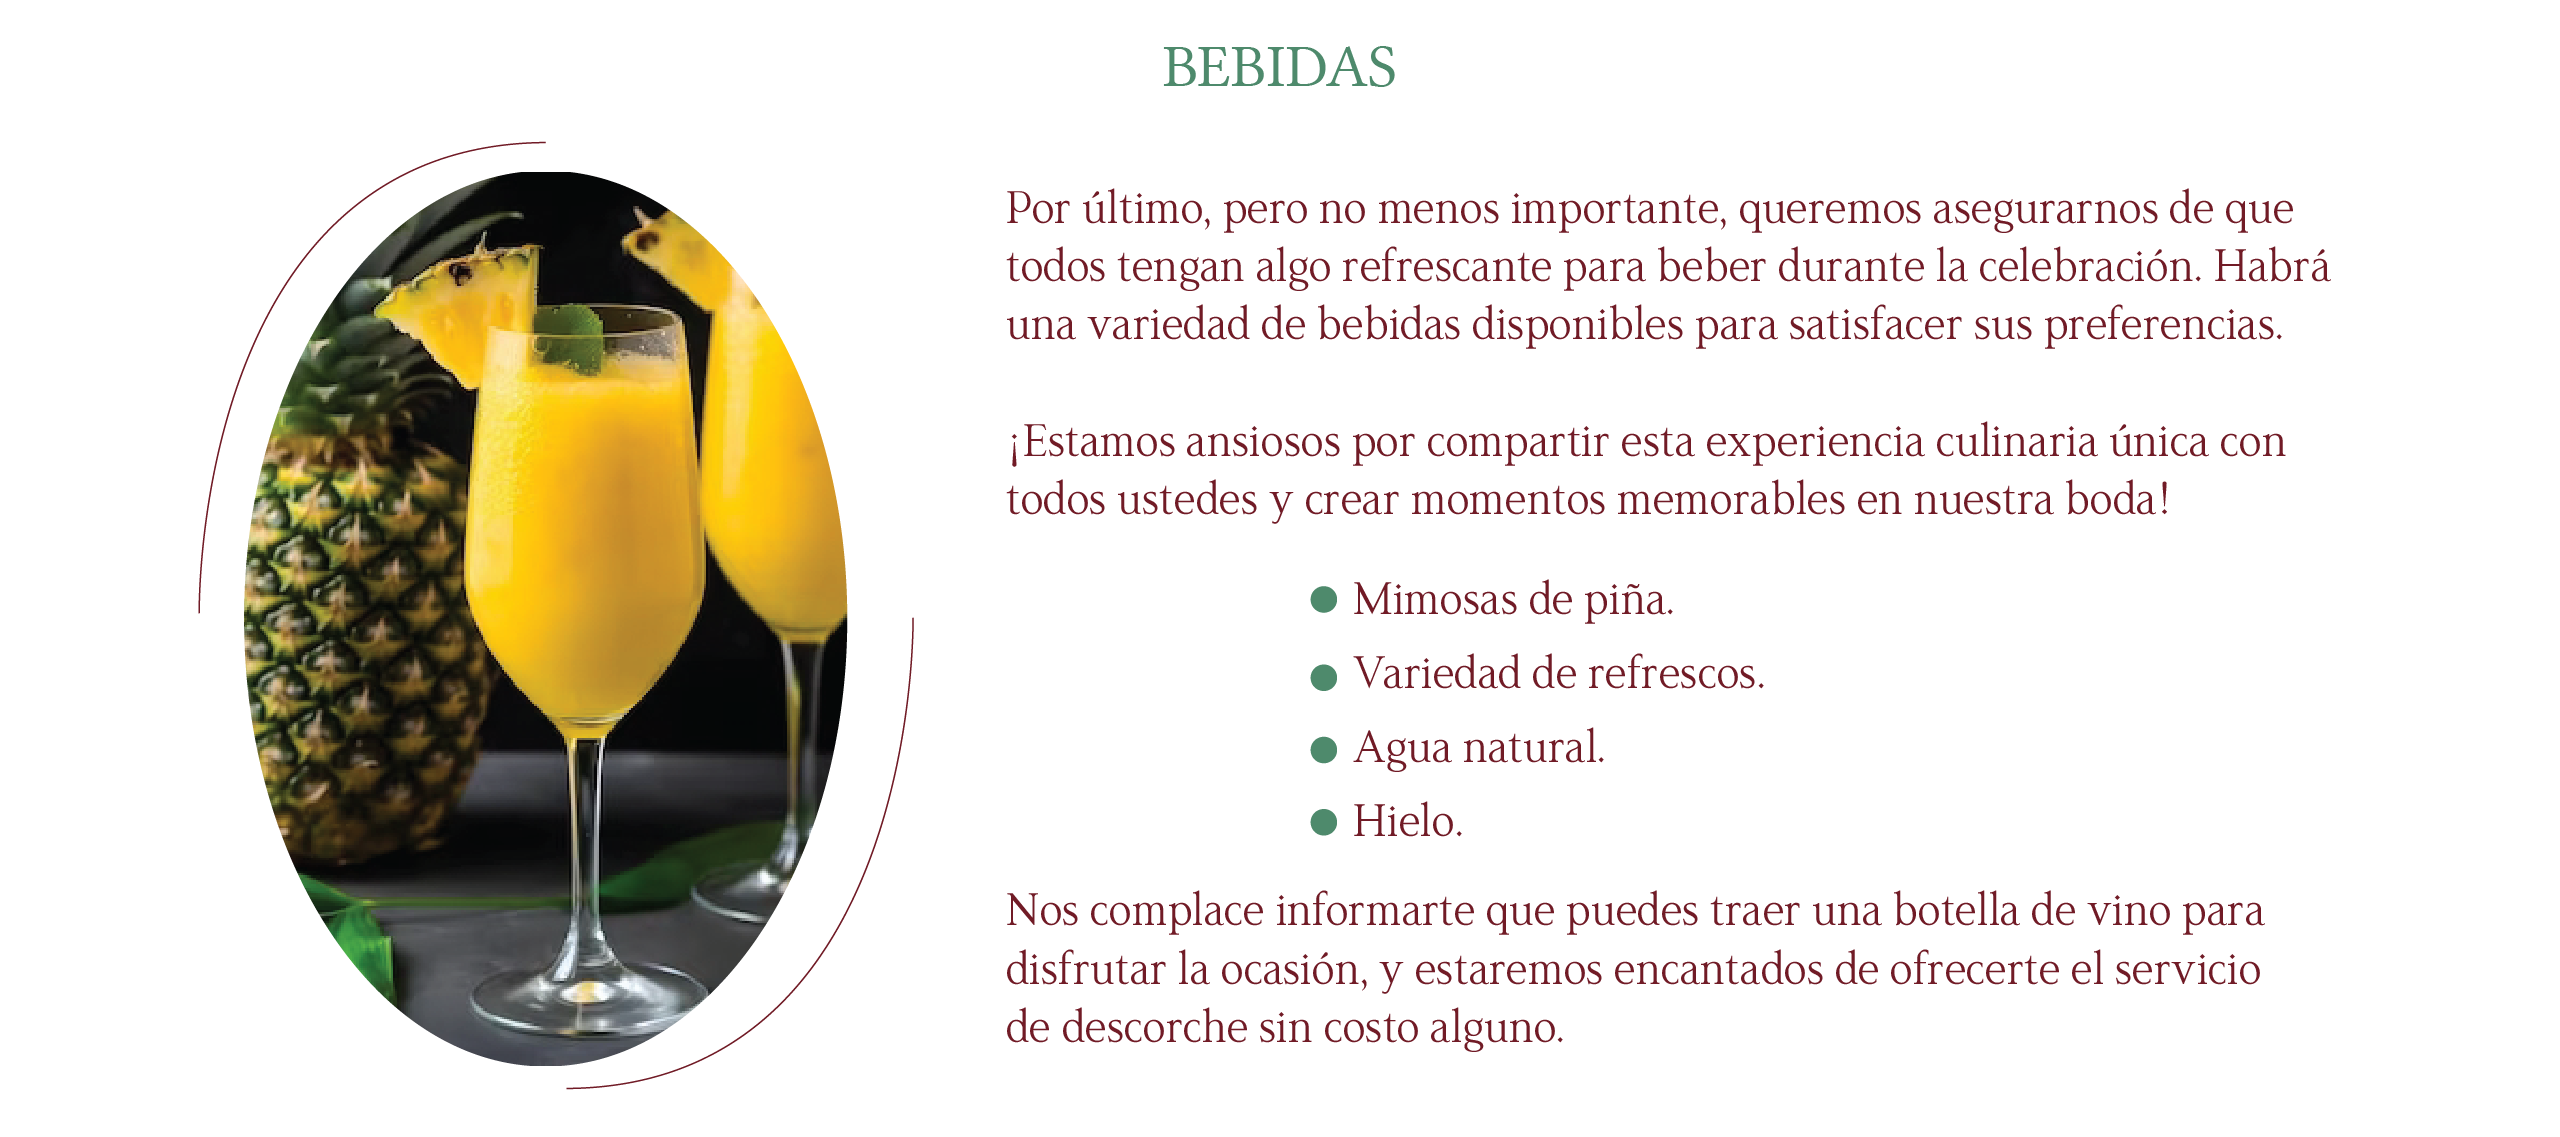 BEBIDAS
Por último, pero no menos importante, queremos asegurarnos de que
todos tengan algo refrescante para beber durante la celebración. Habrá
una variedad de bebidas disponibles para satisfacer sus preferencias.
¡Estamos ansiosos por compartir esta experiencia culinaria única con
todos ustedes y crear momentos memorables en nuestra boda!
Mimosas de piña.
Variedad de refrescos.
Agua natural.
Hielo.
Nos complace informarte que puedes traer una botella de vino para
disfrutar la ocasión, y estaremos encantados de ofrecerte el servicio
de descorche sin costo alguno.